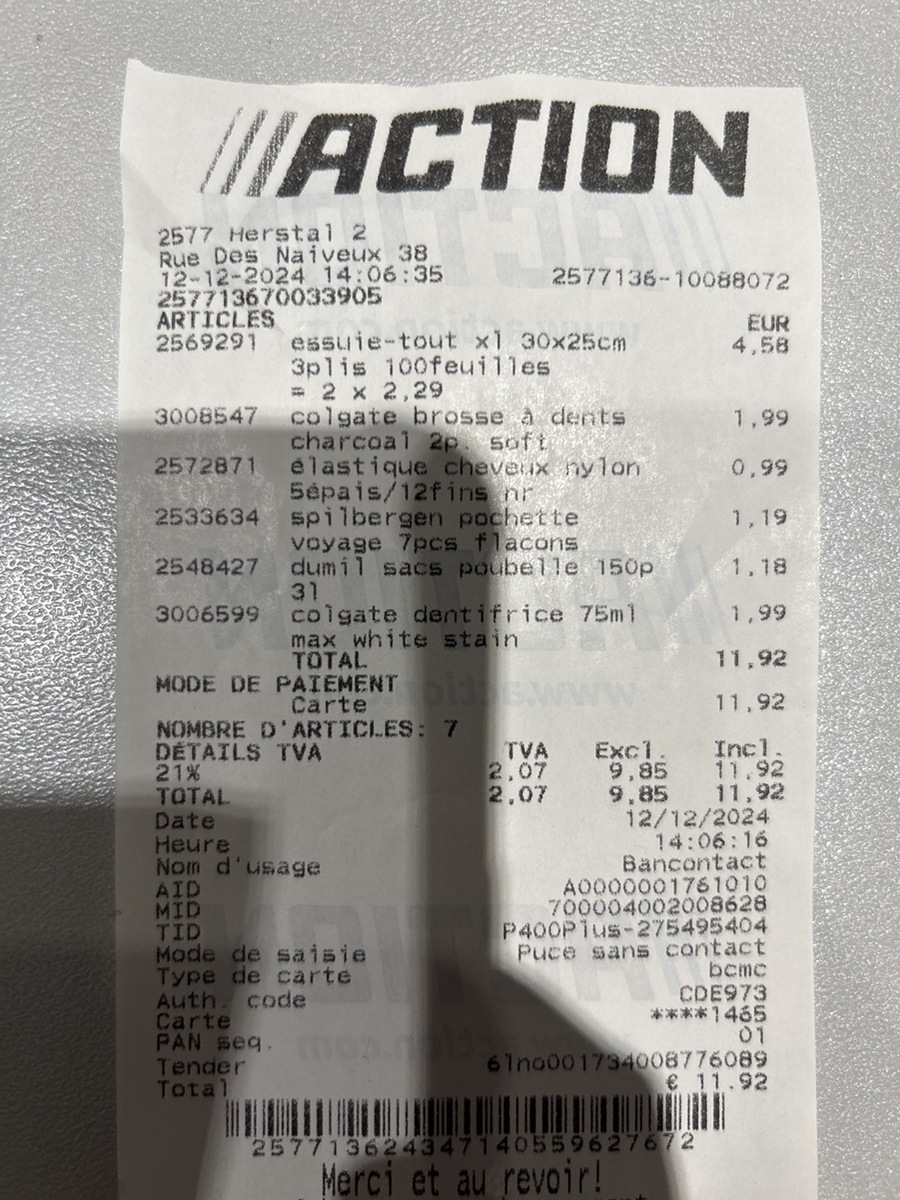 ACTION
2577 Herstal 2
Rue Des Naiveux 38
12-12-2024 14:06:35 2577136-10088072
257713670033905
ARTICLES EUR
2569291 essuie-tout xl 30x25cm 4,58
3plis 100feuilles
= 2 x 2,29
3008547 colgate brosse à dents 1,99
charcoal 2p. soft
2572871 élastique cheveux nylon 0,99
5épais/12fins nr
2533634 spilbergen pochette 1,19
voyage 7pcs flacons
2548427 dumil sacs poubelle 150p 1,18
3l
3006599 colgate dentifrice 75ml 1,99
max white stain
TOTAL 11,92
MODE DE PAIEMENT
Carte 11,92
NOMBRE D'ARTICLES: 7
DÉTAILS TVA TVA Excl. Incl.
21% 2,07 9,85 11,92
TOTAL 2,07 9,85 11,92
Date 12/12/2024
Heure 14:06:16
Nom d'usage Bancontact
AID A0000001761010
MID 700004002008628
TID P400Plus-275495404
Mode de saisie Puce sans contact
Type de carte bcmc
Auth. code CDE973
Carte ****1465
PAN seq. 01
Tender 61no001734008776089
Total € 11.92
257713624347140559627672
Merci et au revoir!